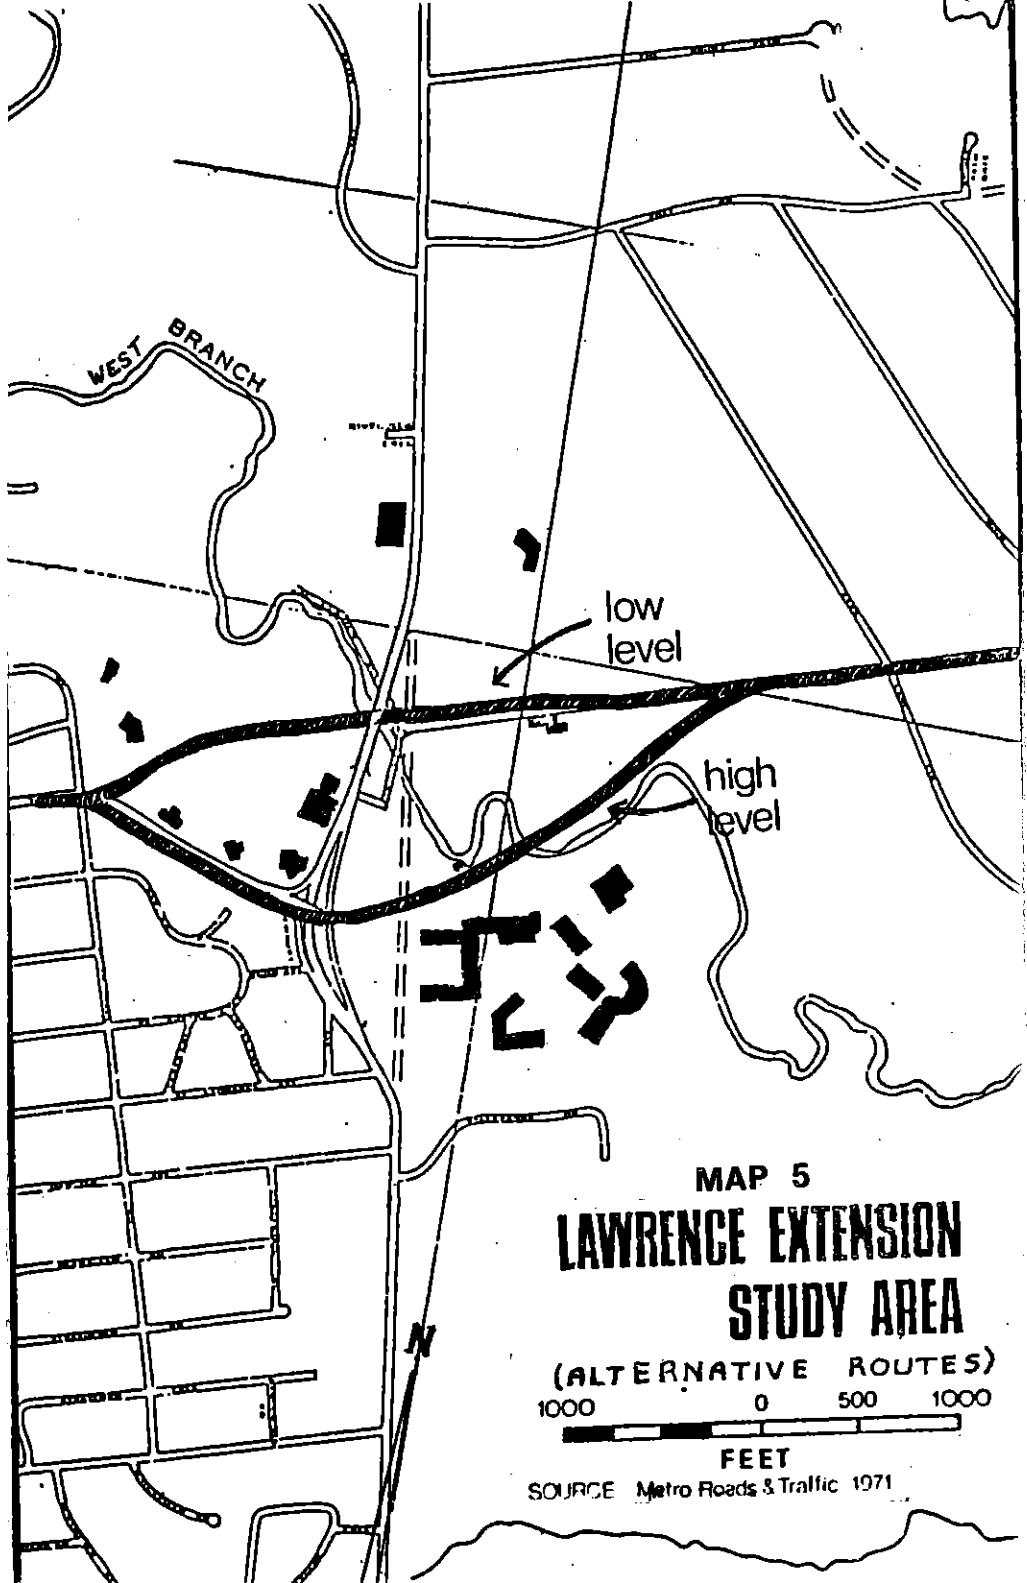 WEST BRANCH
low
level
high
level
MAP 5
LAWRENCE EXTENSION
STUDY AREA
(ALTERNATIVE ROUTES)
1000 0 500 1000
FEET
SOURCE Metro Roads & Traffic 1971
N